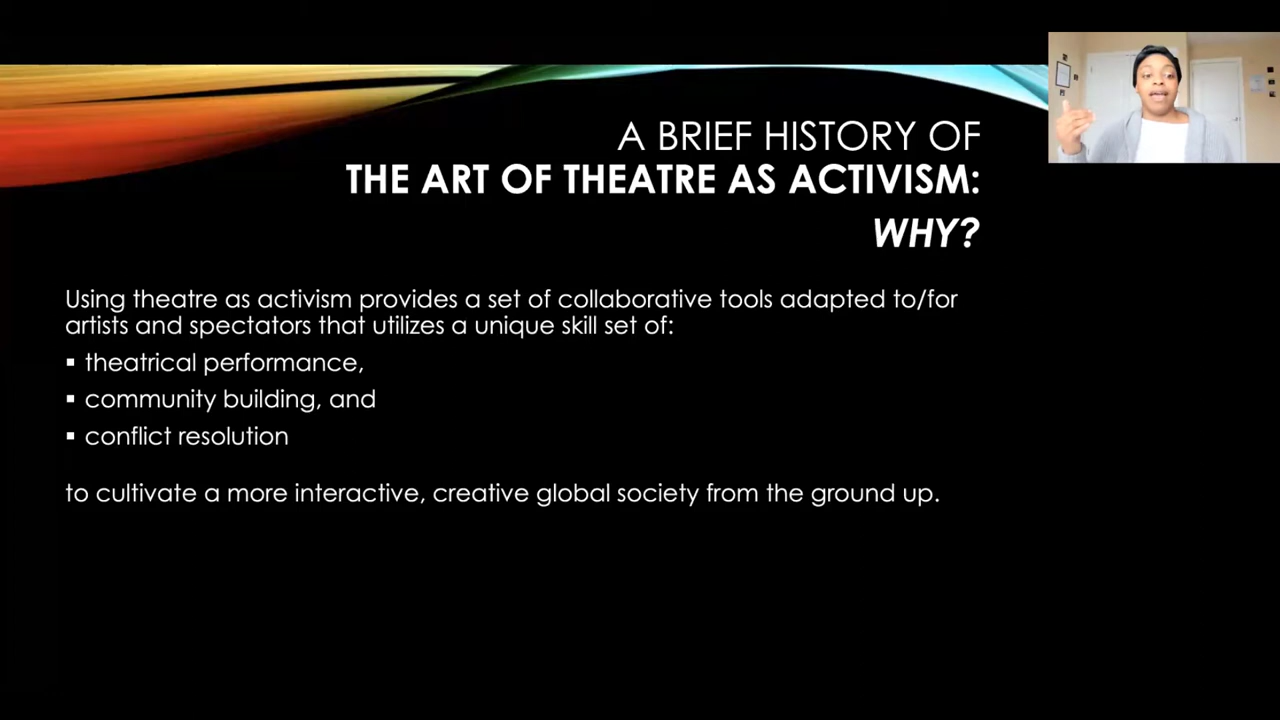 A BRIEF HISTORY OF
THE ART OF THEATRE AS ACTIVISM:
WHY?
Using theatre as activism provides a set of collaborative tools adapted to/for
artists and spectators that utilizes a unique skill set of:
▪ theatrical performance,
▪ community building, and
▪ conflict resolution
to cultivate a more interactive, creative global society from the ground up.